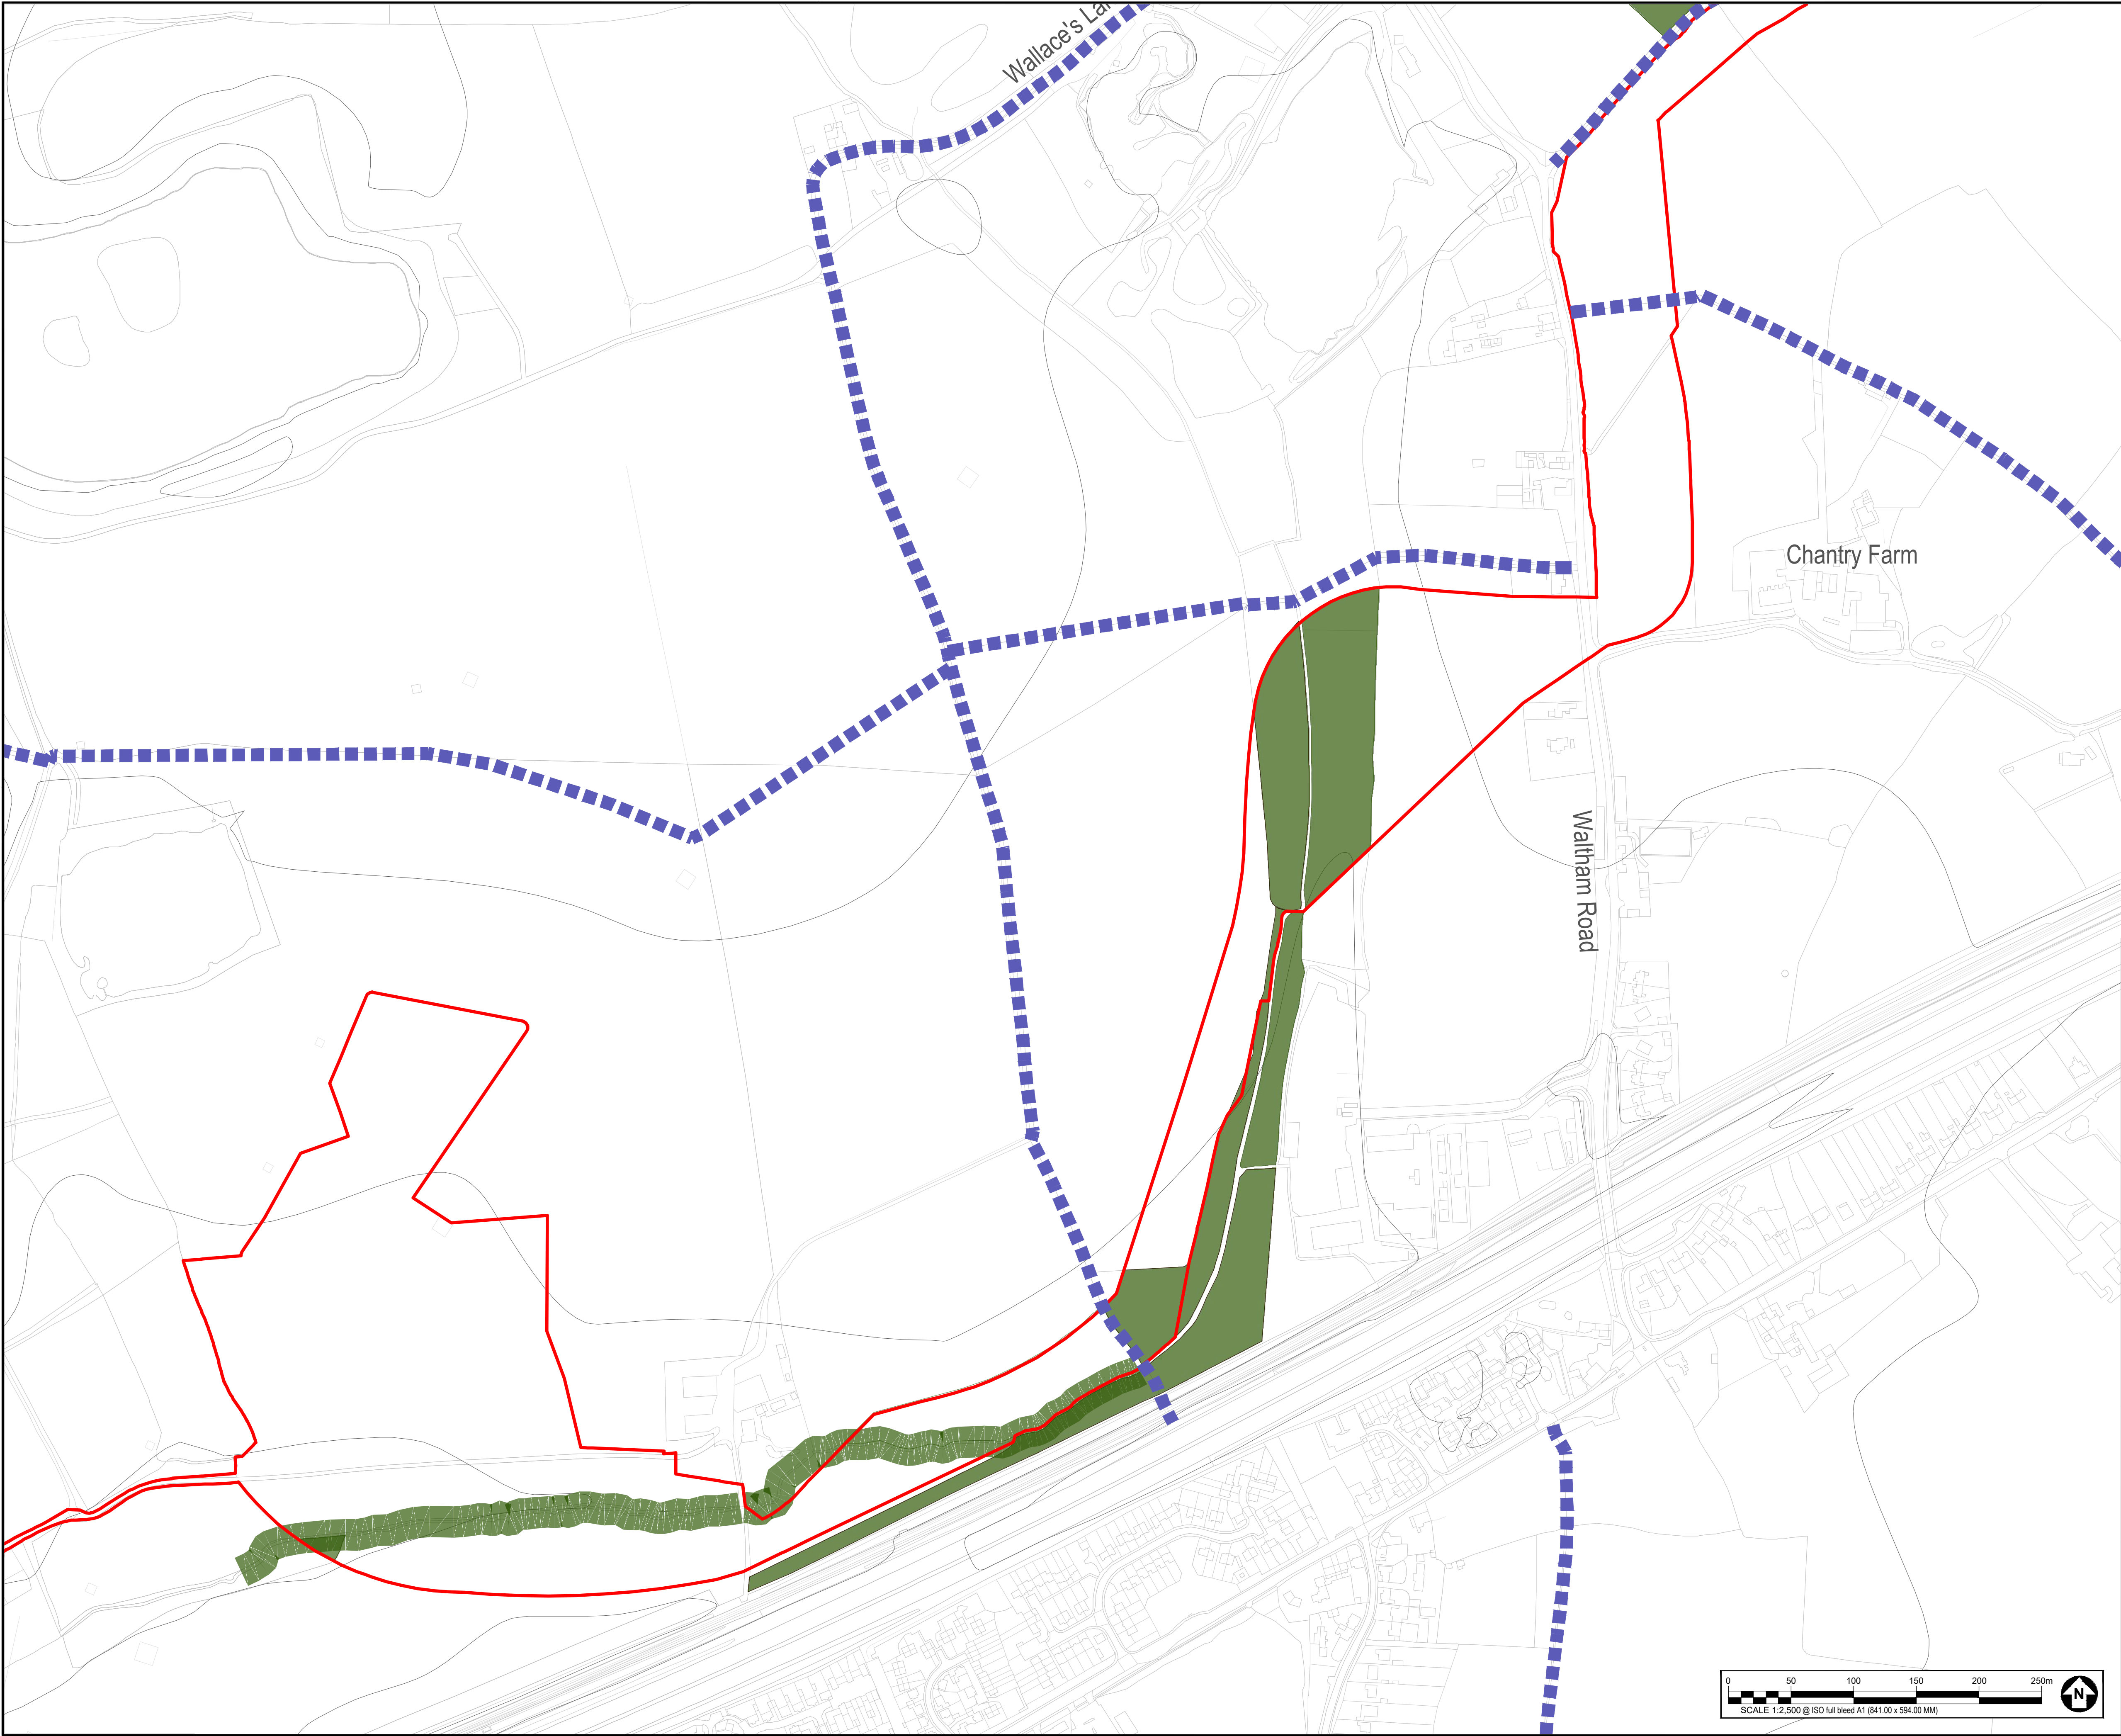 Wallace's
Chantry Farm
Waltham Road
0 50 100 150 200 250m
SCALE 1:2,500 @ ISO full bleed A1 (841.00 x 594.00 MM)
N